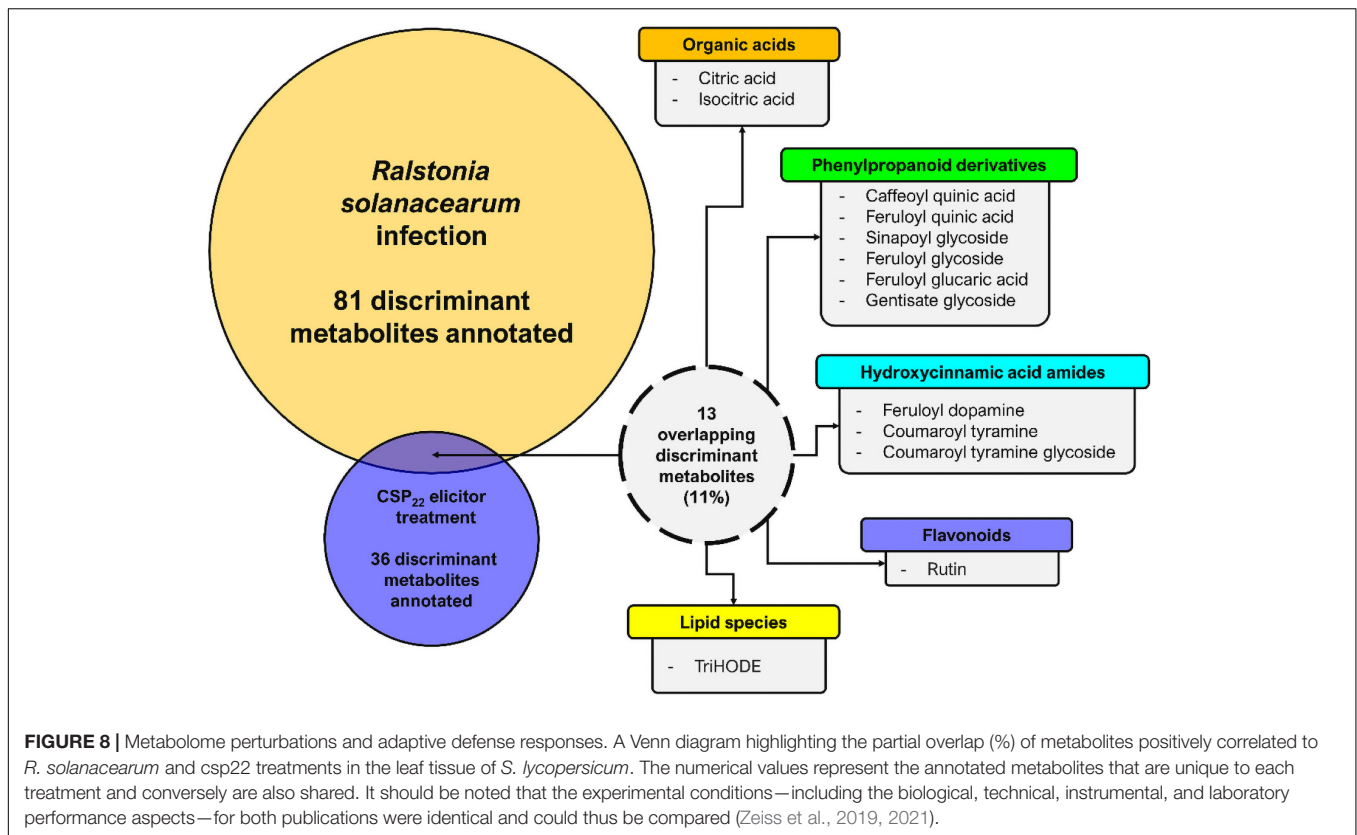 Ralstonia
solanacearum
infection
81 discriminant
metabolites annotated
CSP22 elicitor
treatment
36 discriminant
metabolites
annotated
13
overlapping
discriminant
metabolites
(11%)
Organic acids
- Citric acid
- Isocitric acid
Phenylpropanoid derivatives
- Caffeoyl quinic acid
- Feruloyl quinic acid
- Sinapoyl glycoside
- Feruloyl glycoside
- Feruloyl glucaric acid
- Gentisate glycoside
Hydroxycinnamic acid amides
- Feruloyl dopamine
- Coumaroyl tyramine
- Coumaroyl tyramine glycoside
Flavonoids
- Rutin
Lipid species
- TriHODE
FIGURE 8 | Metabolome perturbations and adaptive defense responses. A Venn diagram highlighting the partial overlap (%) of metabolites positively correlated to
R. solanacearum and csp22 treatments in the leaf tissue of S. lycopersicum. The numerical values represent the annotated metabolites that are unique to each
treatment and conversely are also shared. It should be noted that the experimental conditions—including the biological, technical, instrumental, and laboratory
performance aspects—for both publications were identical and could thus be compared (Zeiss et al., 2019, 2021).